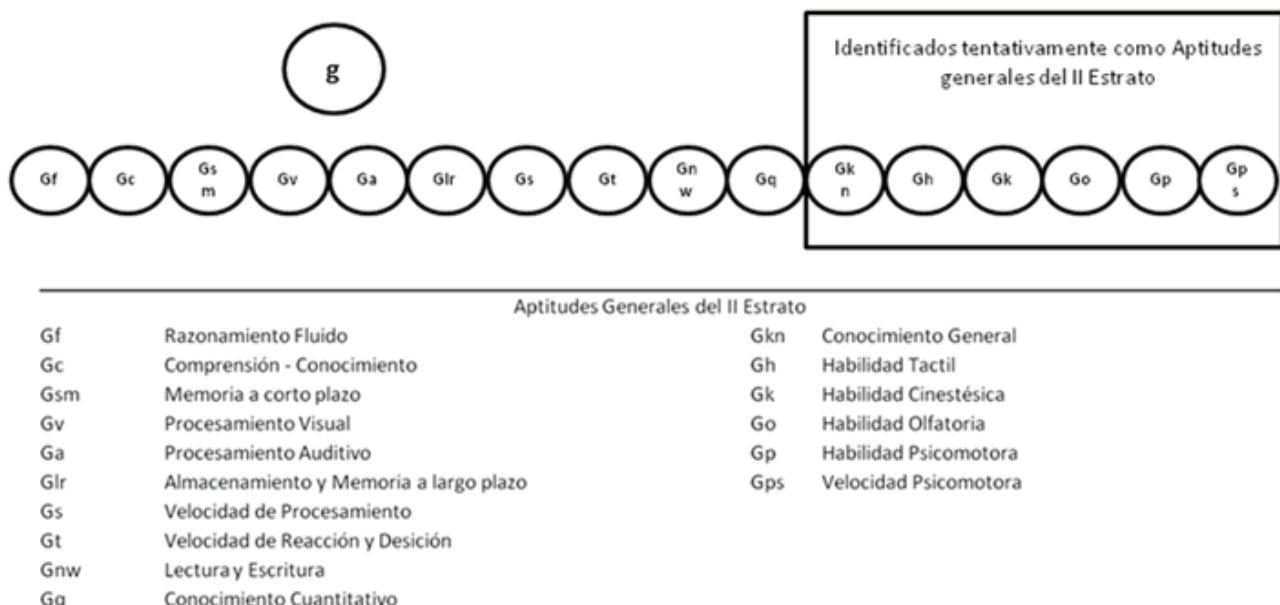 g
Identificados tentativamente como Aptitudes
generales del II Estrato
Gf Gc Gs m Gv Ga Glr Gs Gt Gn w Gq Gk n Gh Gk Go Gp Gp s
Aptitudes Generales del II Estrato
Gf Razonamiento Fluido Gkn Conocimiento General
Gc Comprensión - Conocimiento Gh Habilidad Tactil
Gsm Memoria a corto plazo Gk Habilidad Cinestésica
Gv Procesamiento Visual Go Habilidad Olfatoria
Ga Procesamiento Auditivo Gp Habilidad Psicomotora
Glr Almacenamiento y Memoria a largo plazo Gps Velocidad Psicomotora
Gs Velocidad de Procesamiento
Gt Velocidad de Reacción y Desición
Gnw Lectura y Escritura
Gq Conocimiento Cuantitativo